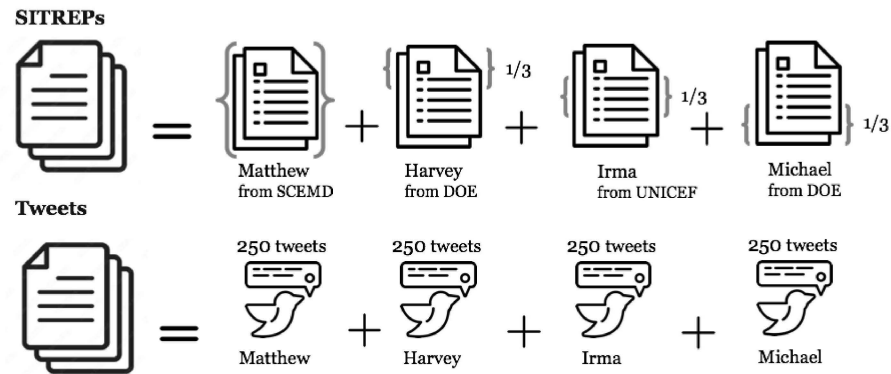 SITREPs
= { } + { 1/3 + { } 1/3 + { } 1/3
Matthew
from SCEMD
Harvey
from DOE
Irma
from UNICEF
Michael
from DOE
Tweets
250 tweets 250 tweets 250 tweets 250 tweets
= + + +
Matthew Harvey Irma Michael